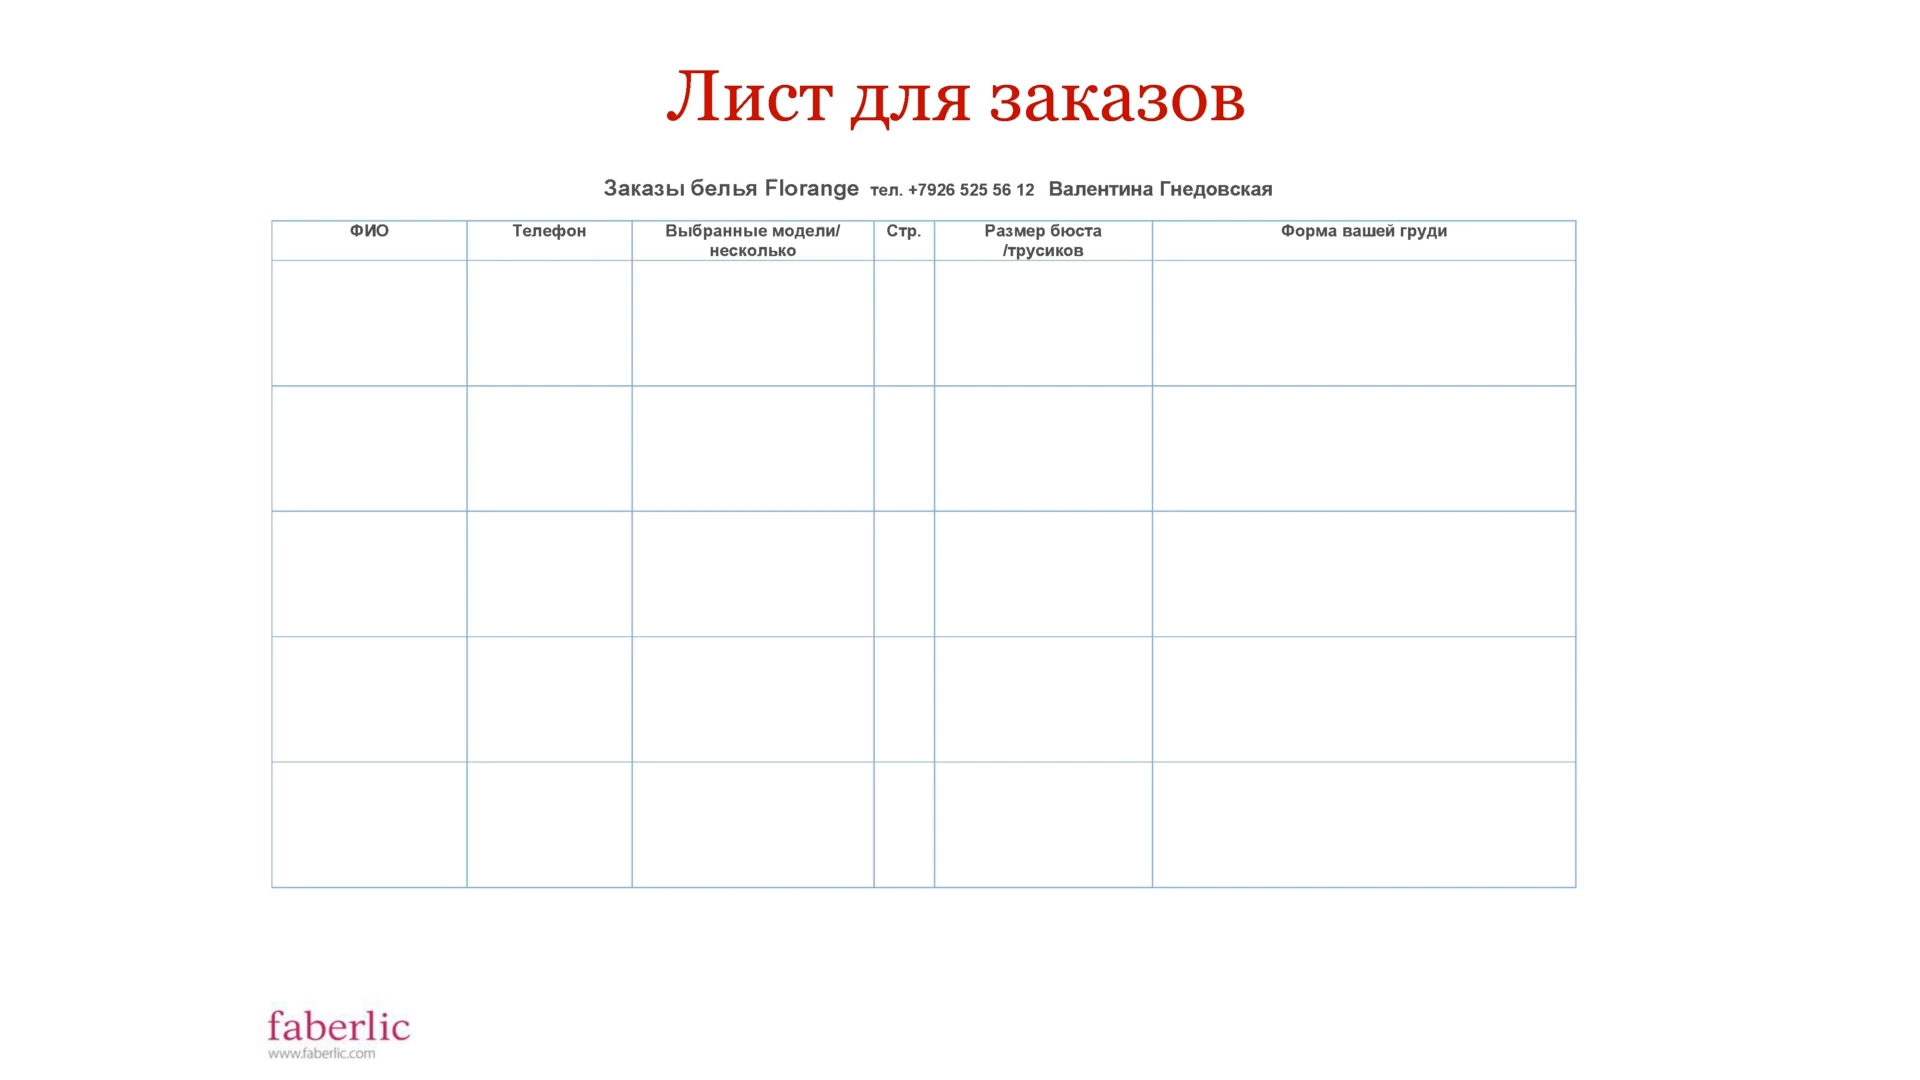 Лист для заказов
Заказы белья Florange тел. +7926 525 56 12 Валентина Гнедовская
ФИО
Телефон
Выбранные модели/
несколько
Стр.
Размер бюста
/трусиков
Форма вашей груди
faberlic
www.faberlic.com